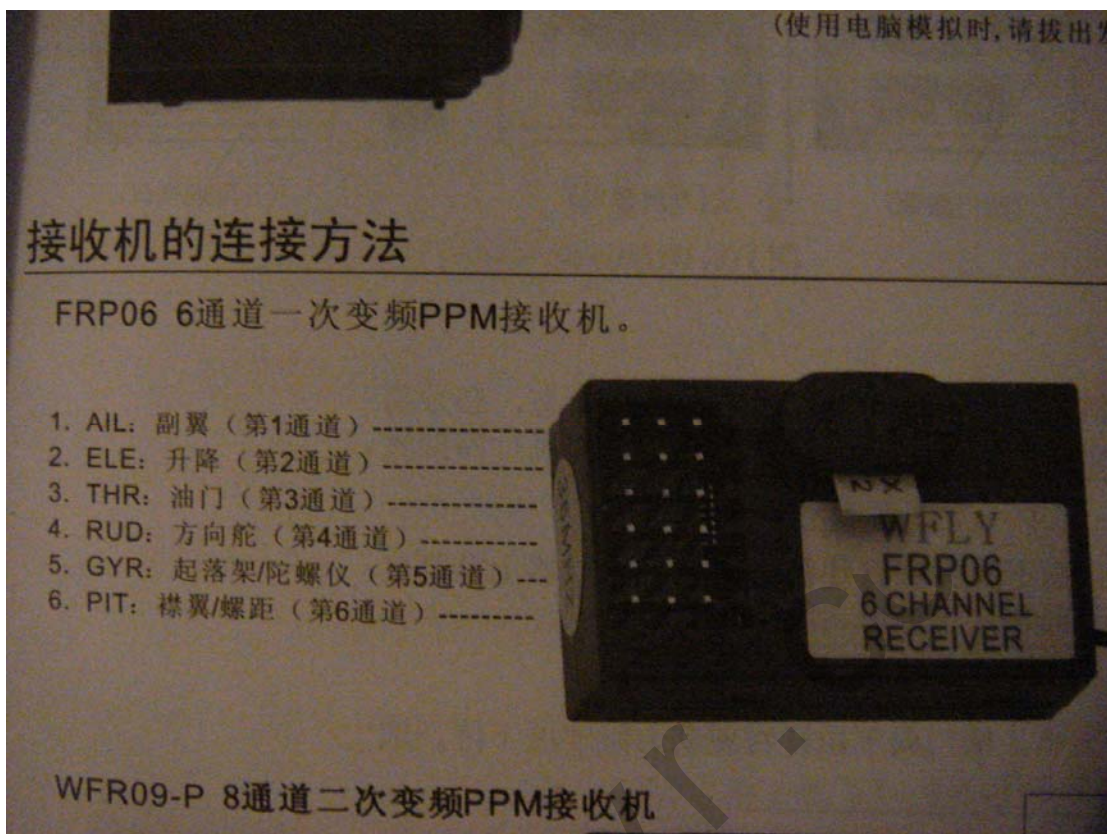 (使用电脑模拟时,请拔出
接收机的连接方法
FRP06 6通道一次变频PPM接收机。
1. AIL: 副翼（第1通道）---------------
2. ELE: 升降（第2通道）--------------
3. THR: 油门（第3通道）--------------
4. RUD: 方向舵（第4通道）-----------
5. GYR: 起落架/陀螺仪（第5通道）---
6. PIT: 襟翼/螺距（第6通道）---------
WFLY
FRP06
6 CHANNEL
RECEIVER
WFR09-P 8通道二次变频PPM接收机